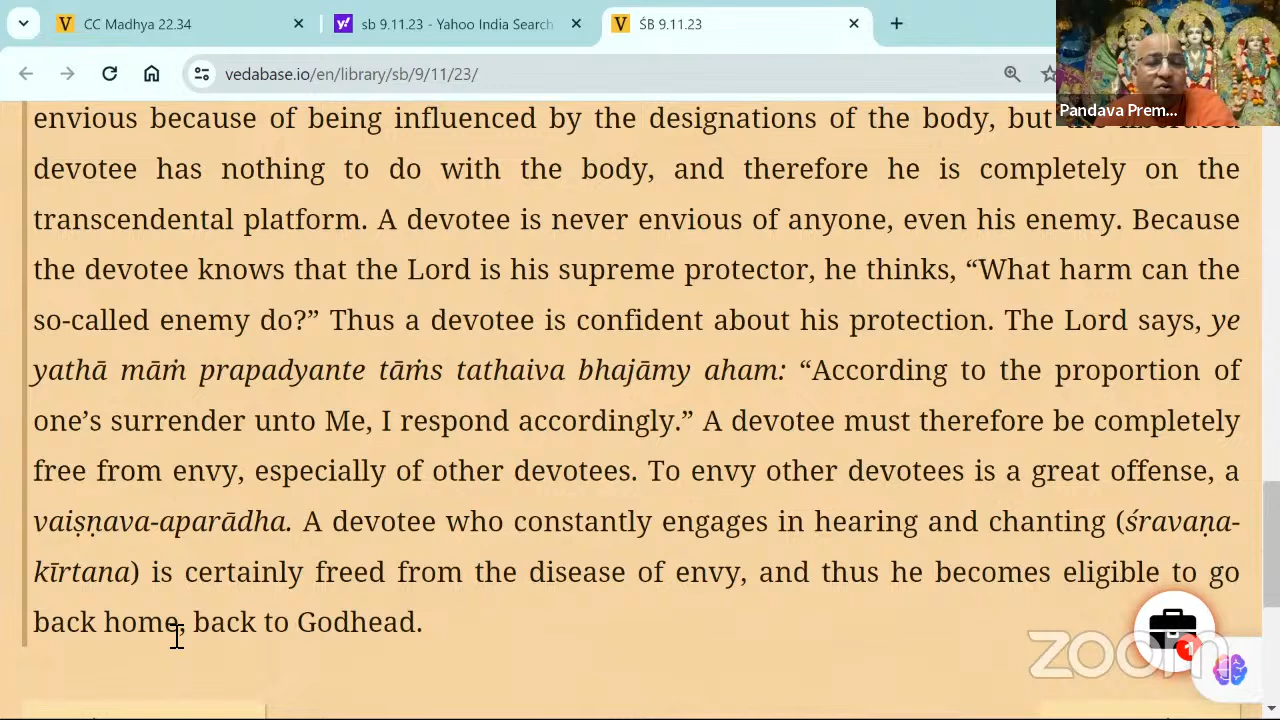 CC Madhya 22.34
sb 9.11.23 - Yahoo India Search
ŚB 9.11.23
vedabase.io/en/library/sb/9/11/23/
Pandava Prem...
envious because of being influenced by the designations of the body, but
devotee has nothing to do with the body, and therefore he is completely on the
transcendental platform. A devotee is never envious of anyone, even his enemy. Because
the devotee knows that the Lord is his supreme protector, he thinks, “What harm can the
so-called enemy do?” Thus a devotee is confident about his protection. The Lord says, ye
yathā māṁ prapadyante tāṁs tathaiva bhajāmy aham: “According to the proportion of
one’s surrender unto Me, I respond accordingly.” A devotee must therefore be completely
free from envy, especially of other devotees. To envy other devotees is a great offense, a
vaiṣṇava-aparādha. A devotee who constantly engages in hearing and chanting (śravaṇa-
kīrtana) is certainly freed from the disease of envy, and thus he becomes eligible to go
back home, back to Godhead.
1
zoom